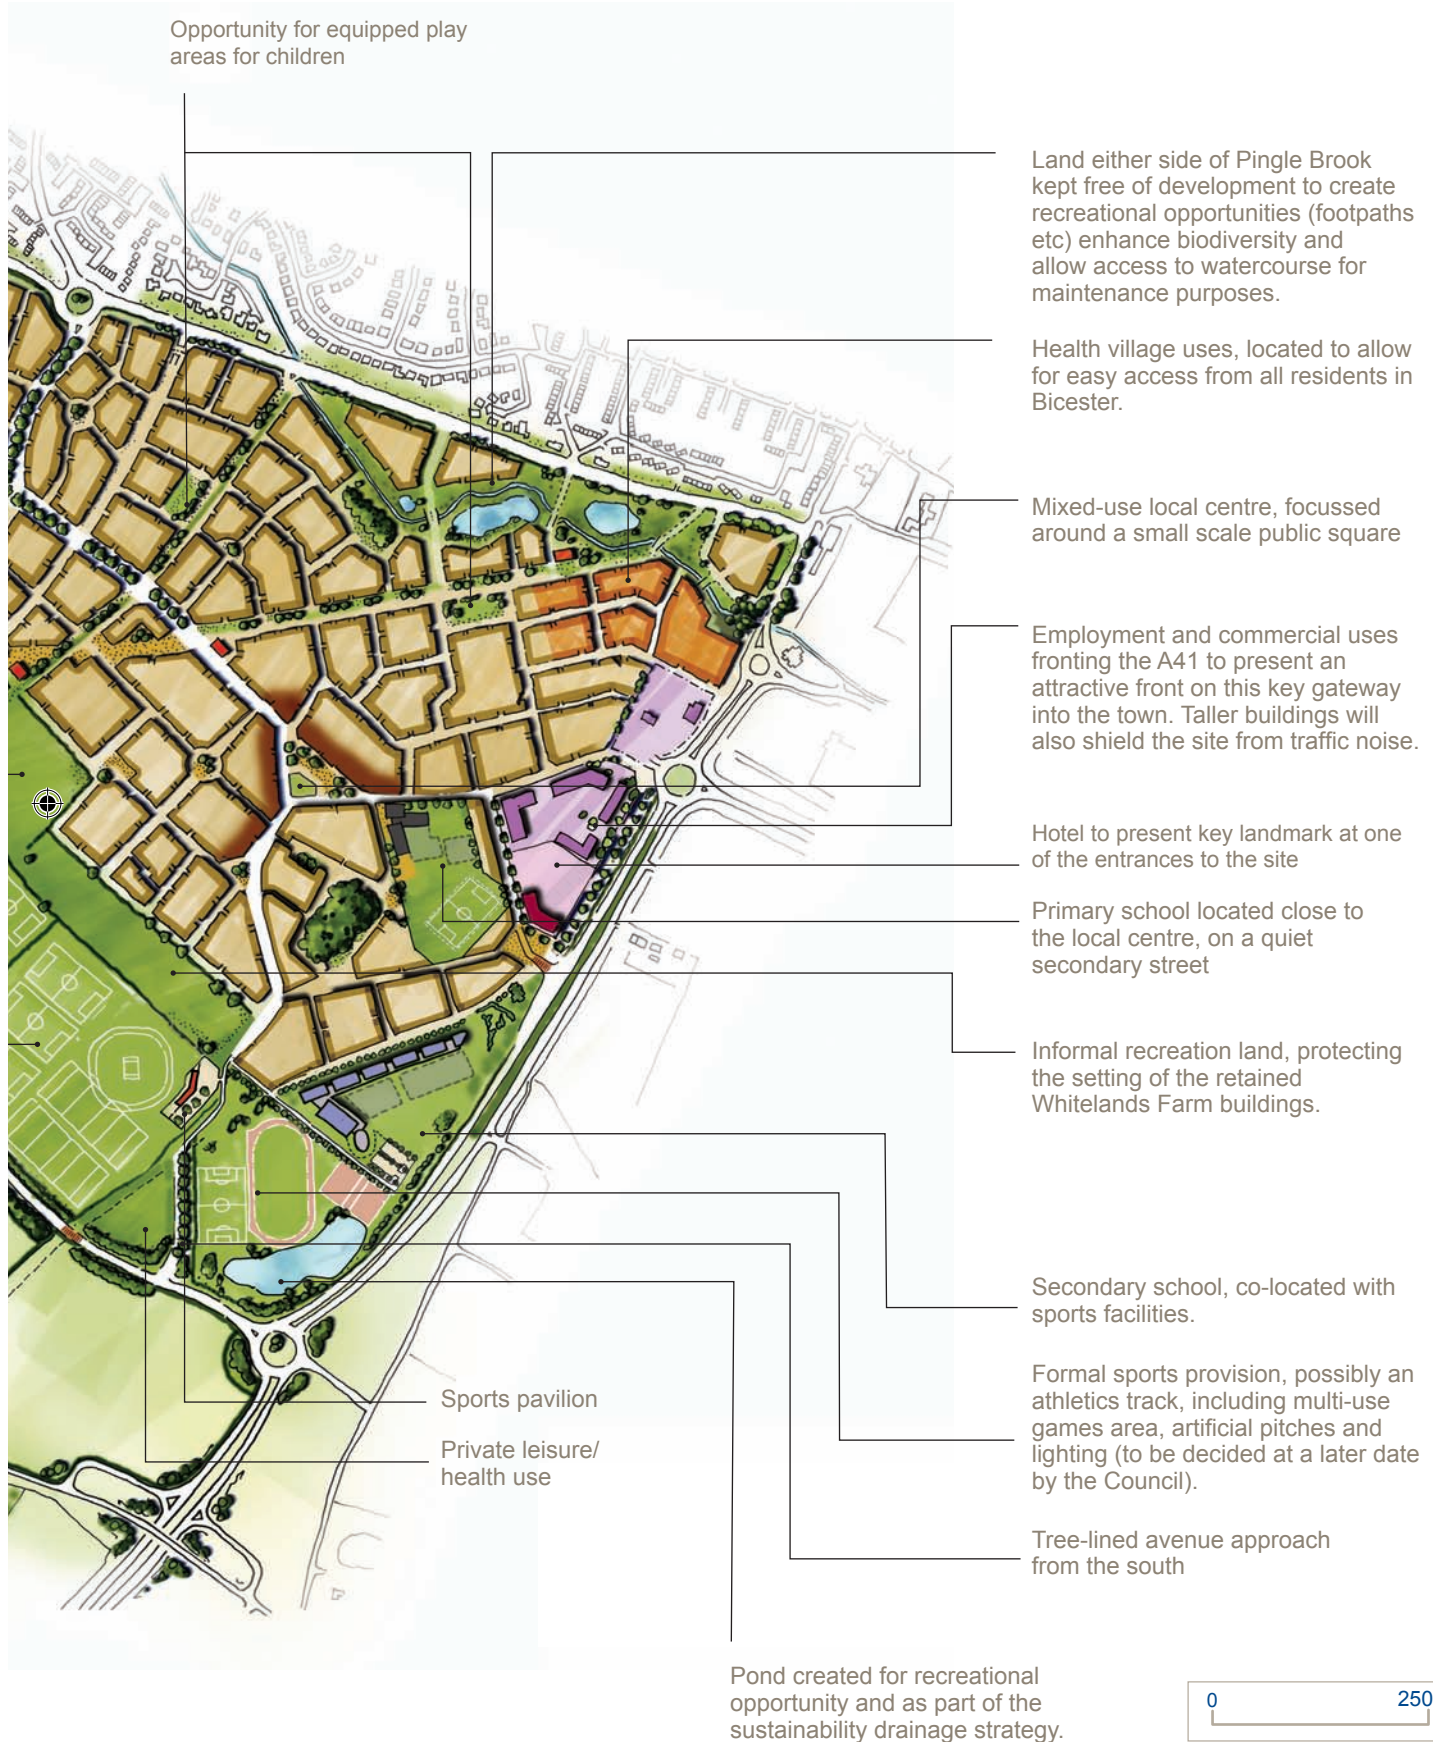 Opportunity for equipped play
areas for children
Land either side of Pingle Brook
kept free of development to create
recreational opportunities (footpaths
etc) enhance biodiversity and
allow access to watercourse for
maintenance purposes.
Health village uses, located to allow
for easy access from all residents in
Bicester.
Mixed-use local centre, focussed
around a small scale public square
Employment and commercial uses
fronting the A41 to present an
attractive front on this key gateway
into the town. Taller buildings will
also shield the site from traffic noise.
Hotel to present key landmark at one
of the entrances to the site
Primary school located close to
the local centre, on a quiet
secondary street
Informal recreation land, protecting
the setting of the retained
Whitelands Farm buildings.
Secondary school, co-located with
sports facilities.
Formal sports provision, possibly an
athletics track, including multi-use
games area, artificial pitches and
lighting (to be decided at a later date
by the Council).
Sports pavilion
Private leisure/
health use
Tree-lined avenue approach
from the south
Pond created for recreational
opportunity and as part of the
sustainability drainage strategy.
0 250